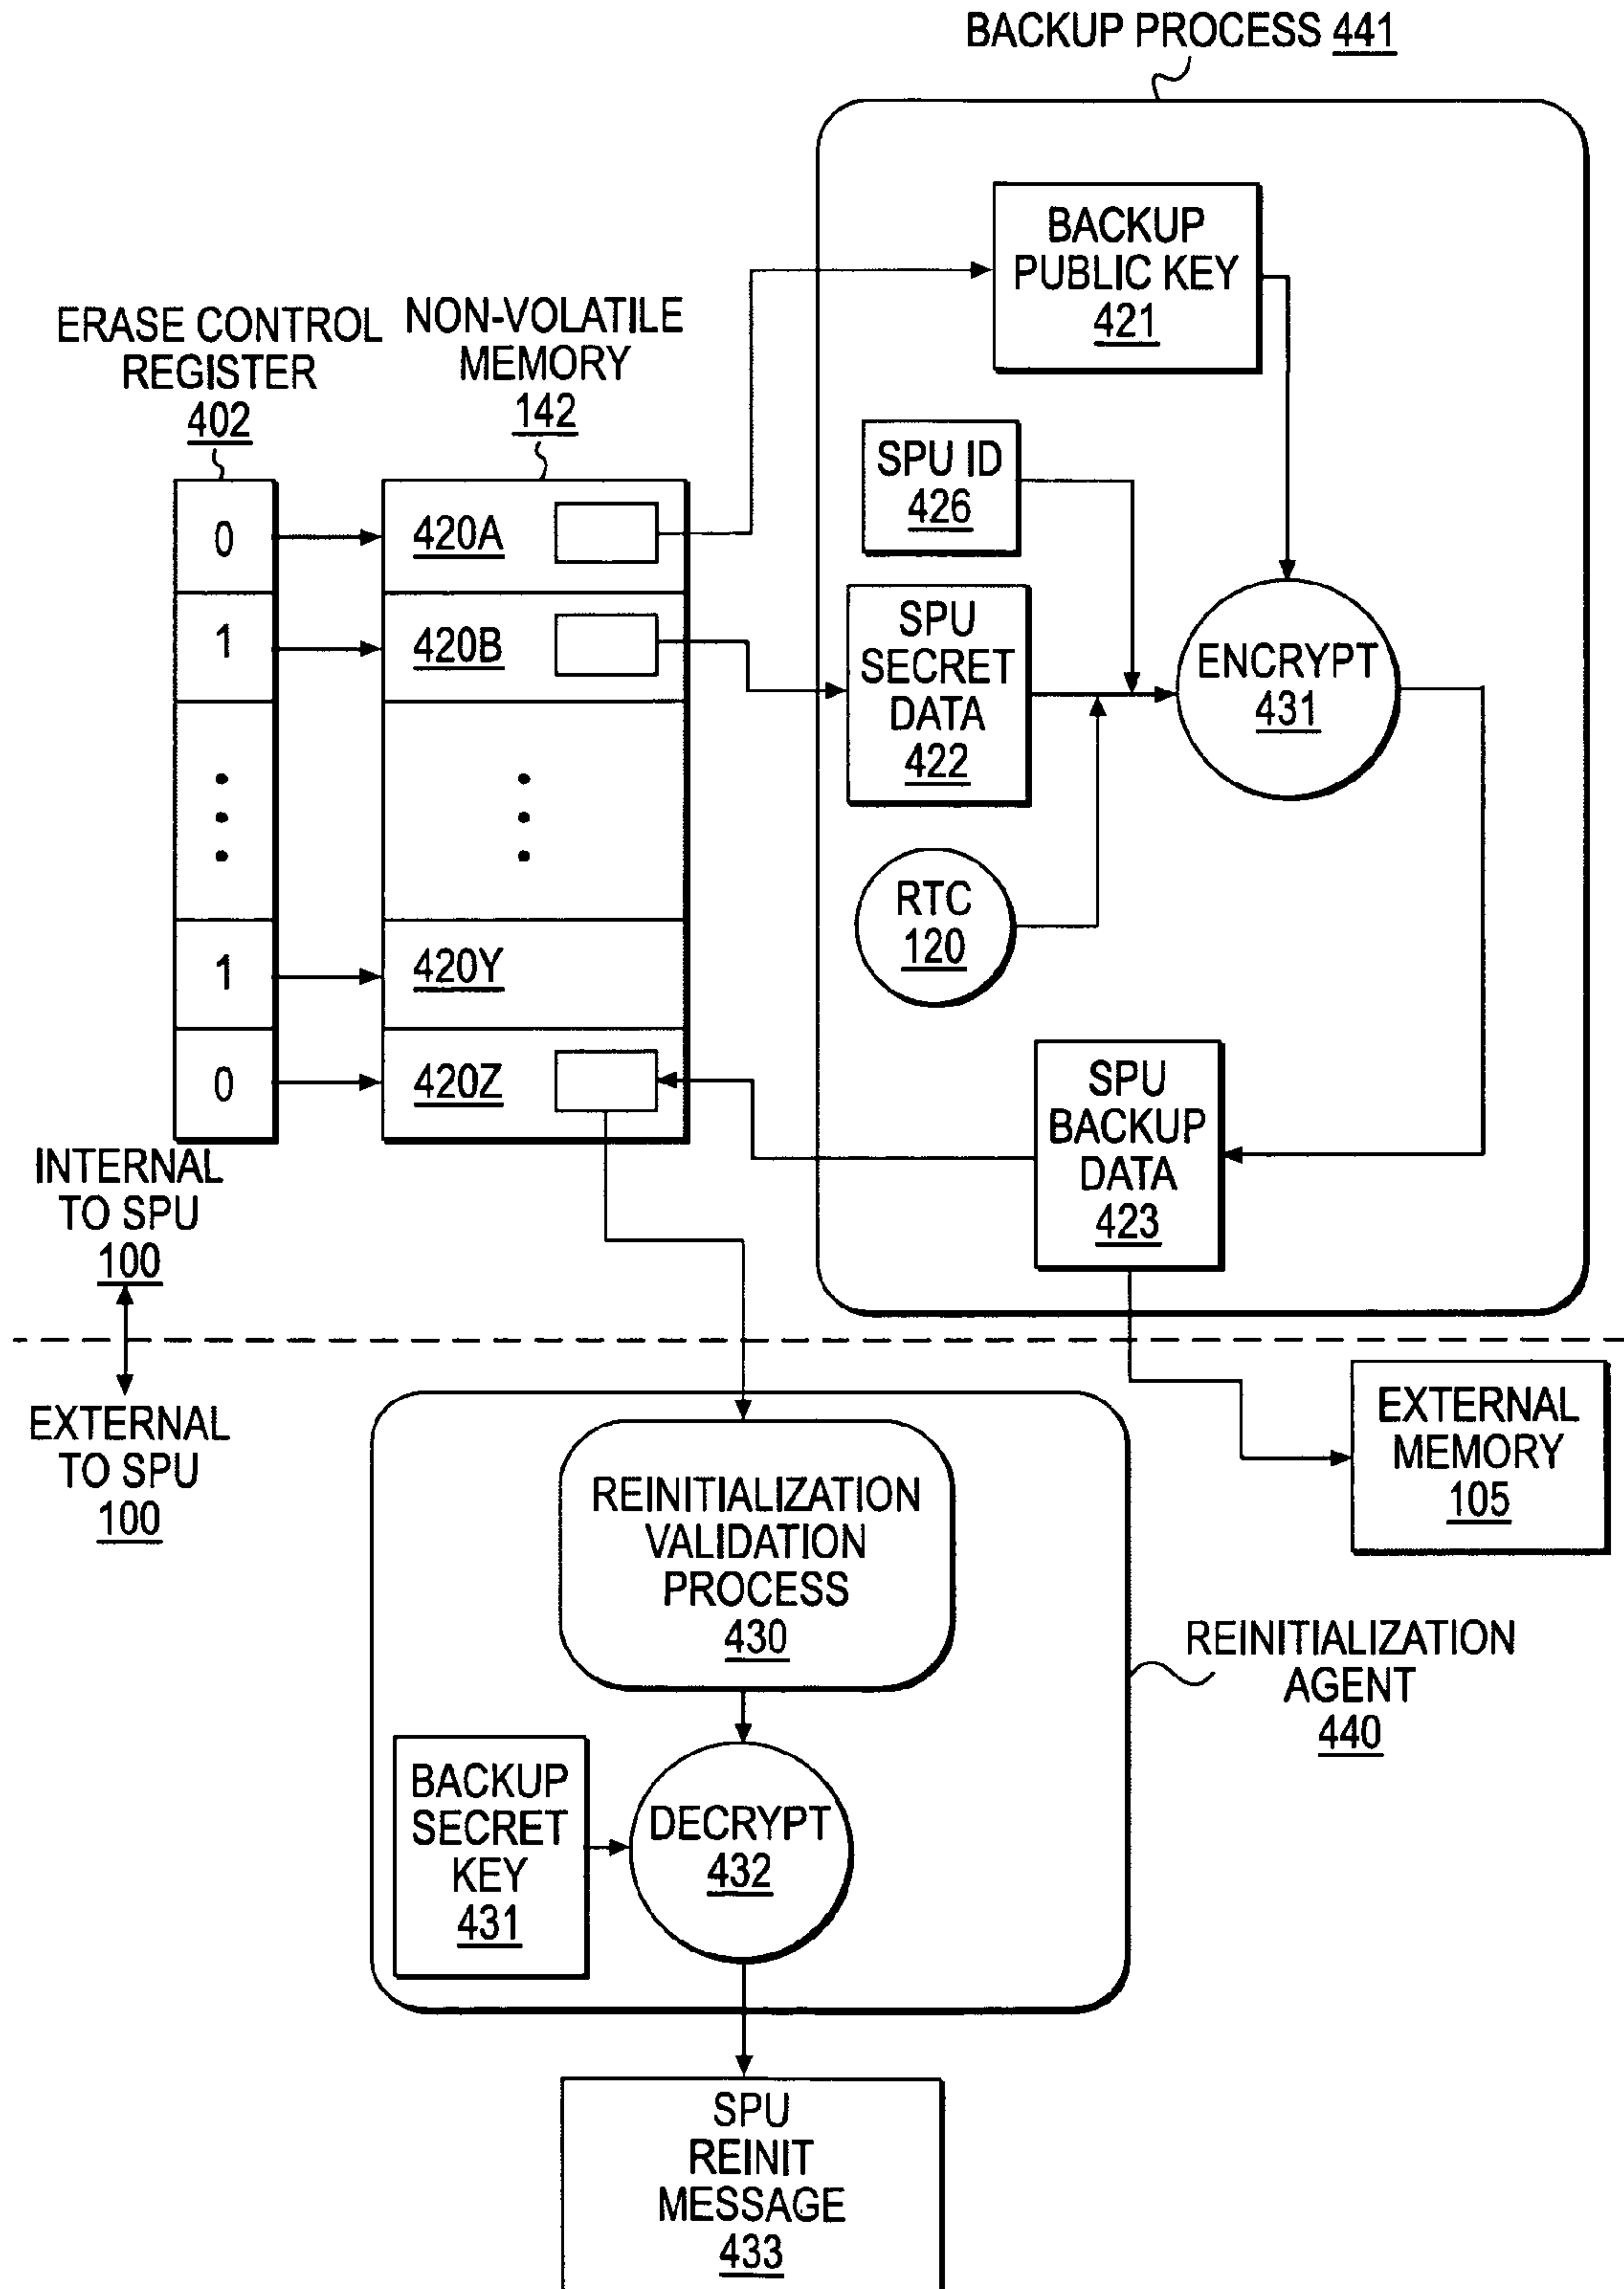 BACKUP PROCESS 441
BACKUP
PUBLIC KEY
421
ERASE CONTROL
REGISTER
402
NON-VOLATILE
MEMORY
142
SPU ID
426
0
420A
1
420B
SPU
SECRET
DATA
422
ENCRYPT
431
RTC
120
1
420Y
0
420Z
SPU
BACKUP
DATA
423
INTERNAL
TO SPU
100
EXTERNAL
TO SPU
100
EXTERNAL
MEMORY
105
REINITIALIZATION
VALIDATION
PROCESS
430
REINITIALIZATION
AGENT
440
BACKUP
SECRET
KEY
431
DECRYPT
432
SPU
REINIT
MESSAGE
433